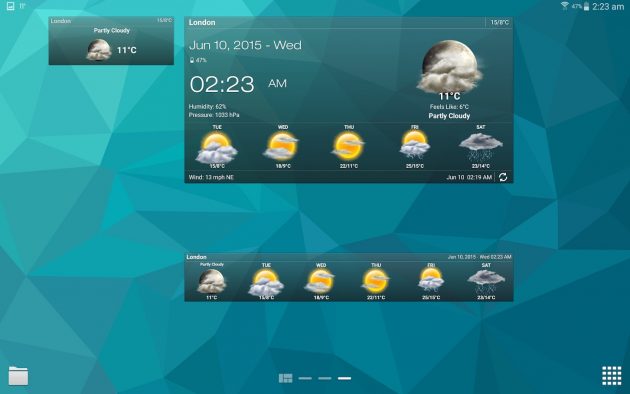 11°
47% 2:23 am
London 15/8°C
Partly Cloudy
11°C
London 15/8°C
Jun 10, 2015 - Wed
47%
02:23 AM
11°C
Feels Like: 6°C
Partly Cloudy
Humidity: 62%
Pressure: 1033 hPa
TUE WED THU FRI SAT
15/8°C 18/9°C 22/11°C 25/15°C 23/14°C
Wind: 13 mph NE Jun 10 02:19 AM
London Jun 10, 2015 - Wed 02:23 AM
Partly Cloudy TUE WED THU FRI SAT
11°C 15/8°C 18/9°C 22/11°C 25/15°C 23/14°C